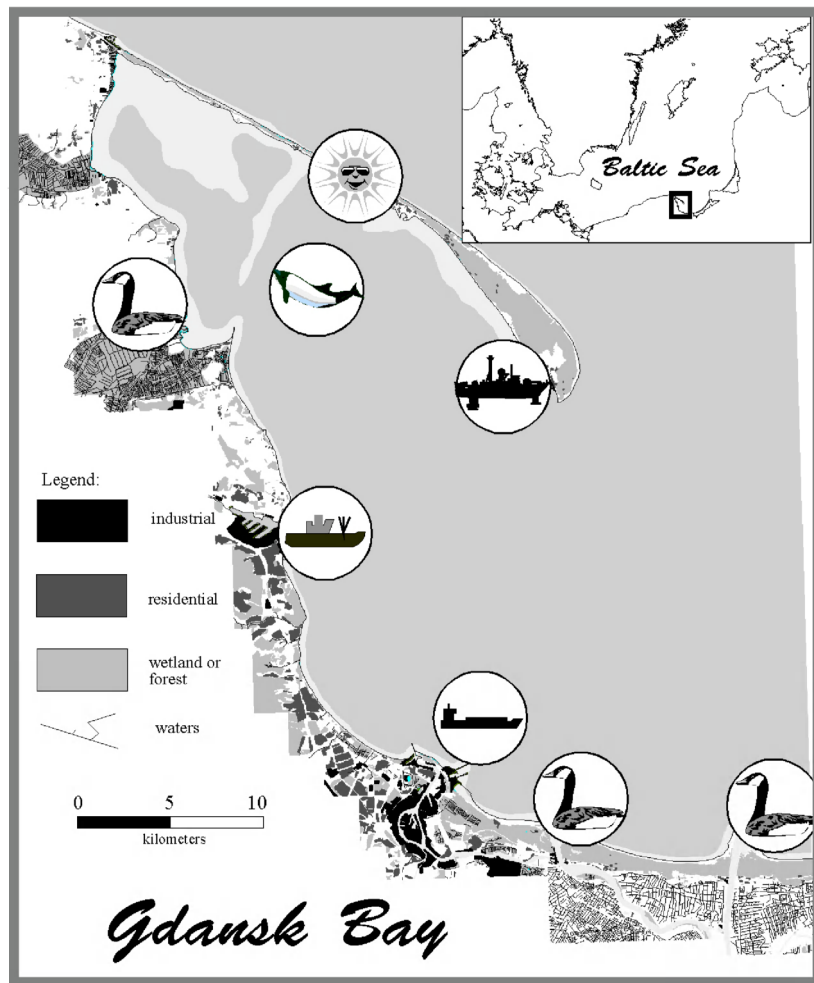 Baltic Sea
Legend:
industrial
residential
wetland or
forest
waters
0 5 10
kilometers
Gdansk Bay